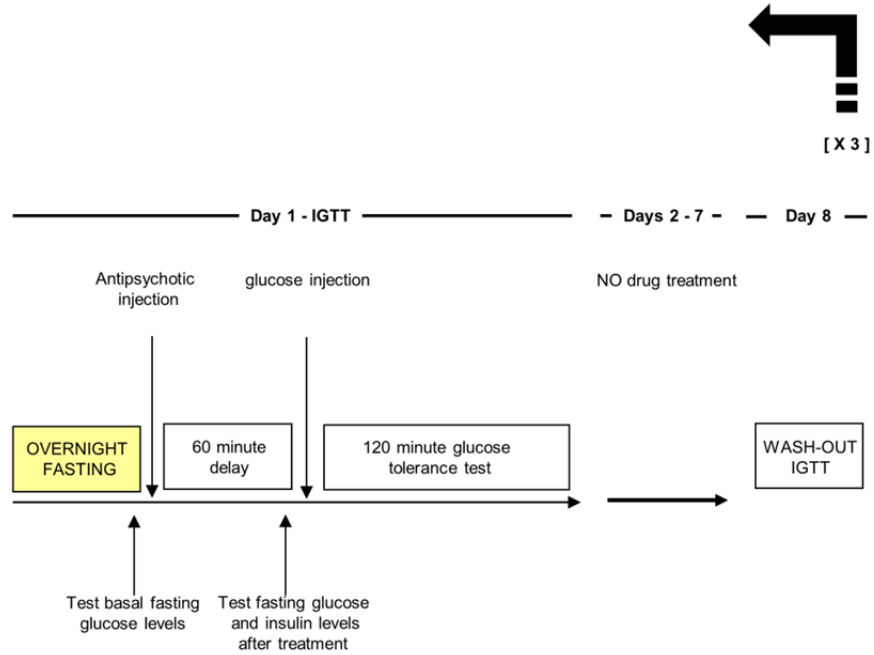 [ X 3 ]
Day 1 - IGTT
Days 2 - 7
Day 8
Antipsychotic
injection
glucose injection
NO drug treatment
OVERNIGHT
FASTING
60 minute
delay
120 minute glucose
tolerance test
WASH-OUT
IGTT
Test basal fasting
glucose levels
Test fasting glucose
and insulin levels
after treatment